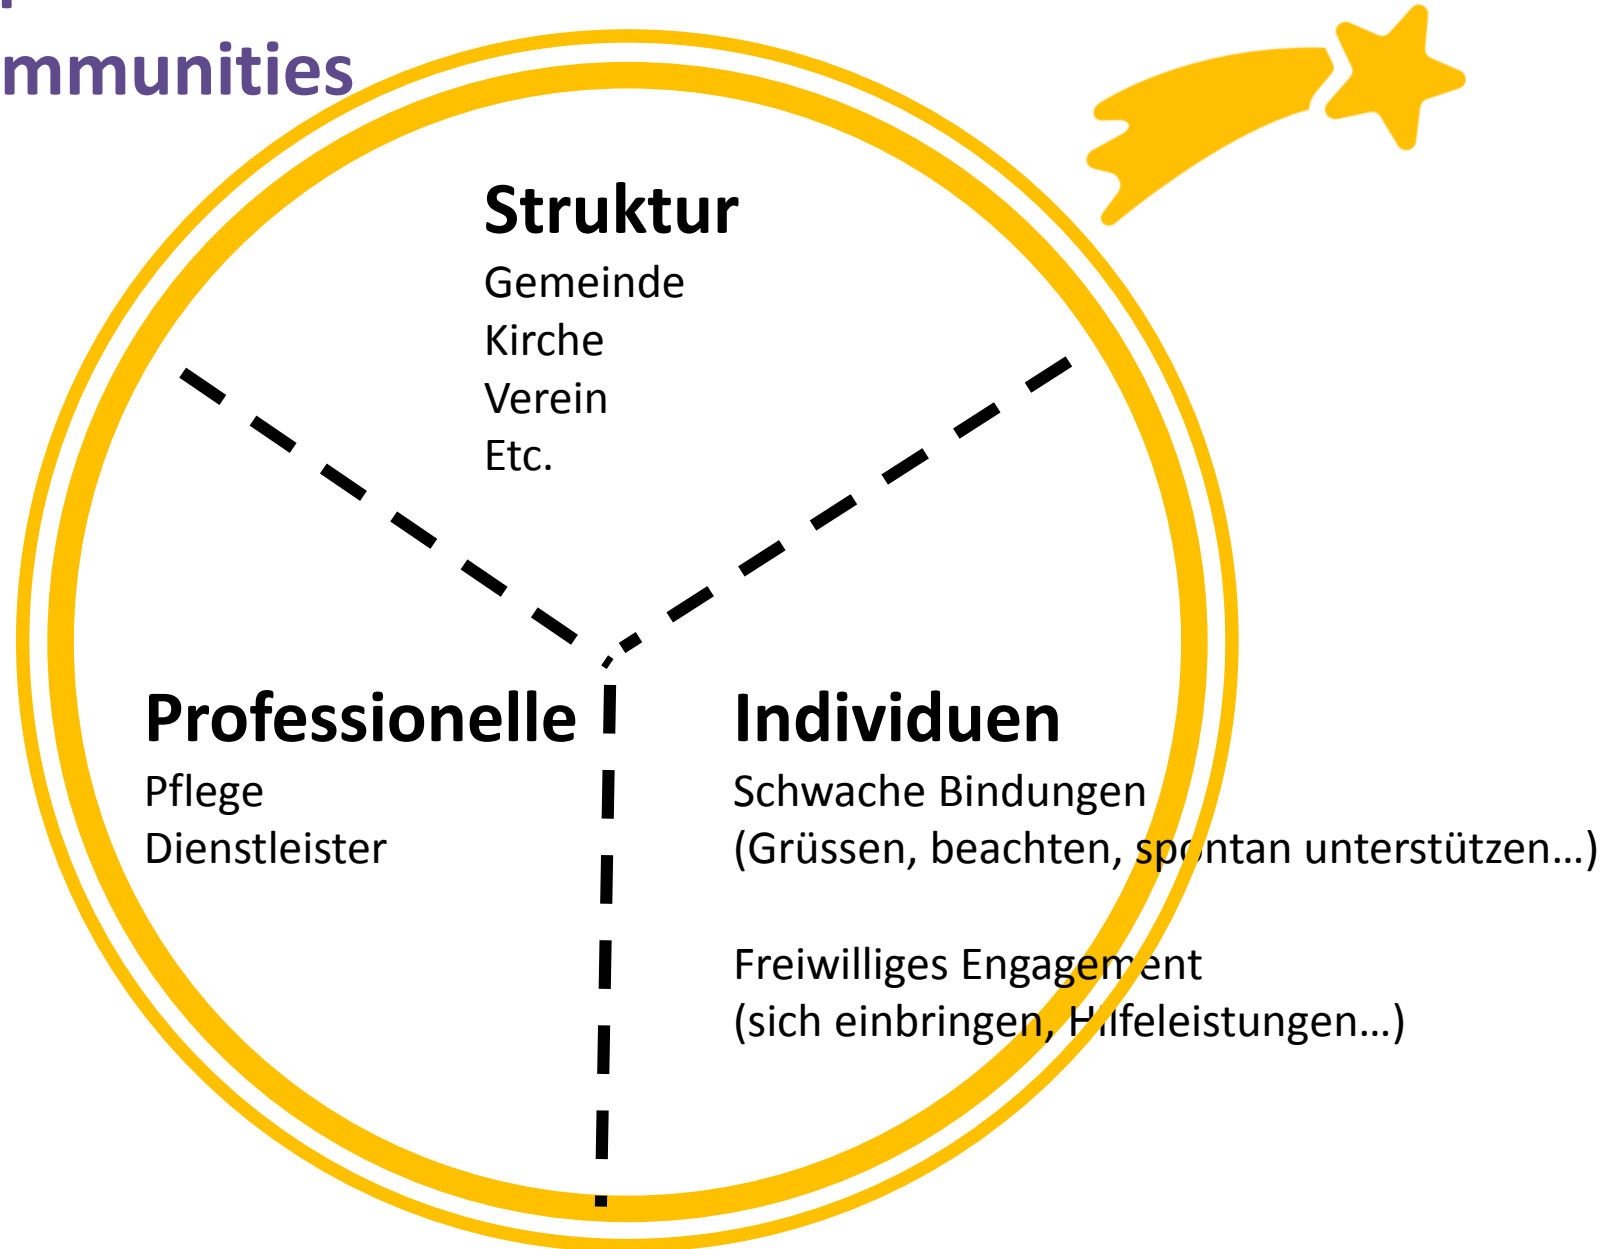 mmunities
Struktur
Gemeinde
Kirche
Verein
Etc.
Professionelle
Pflege
Dienstleister
Individuen
Schwache Bindungen
(Grüssen, beachten, spontan unterstützen…)
Freiwilliges Engagement
(sich einbringen, Hilfeleistungen…)